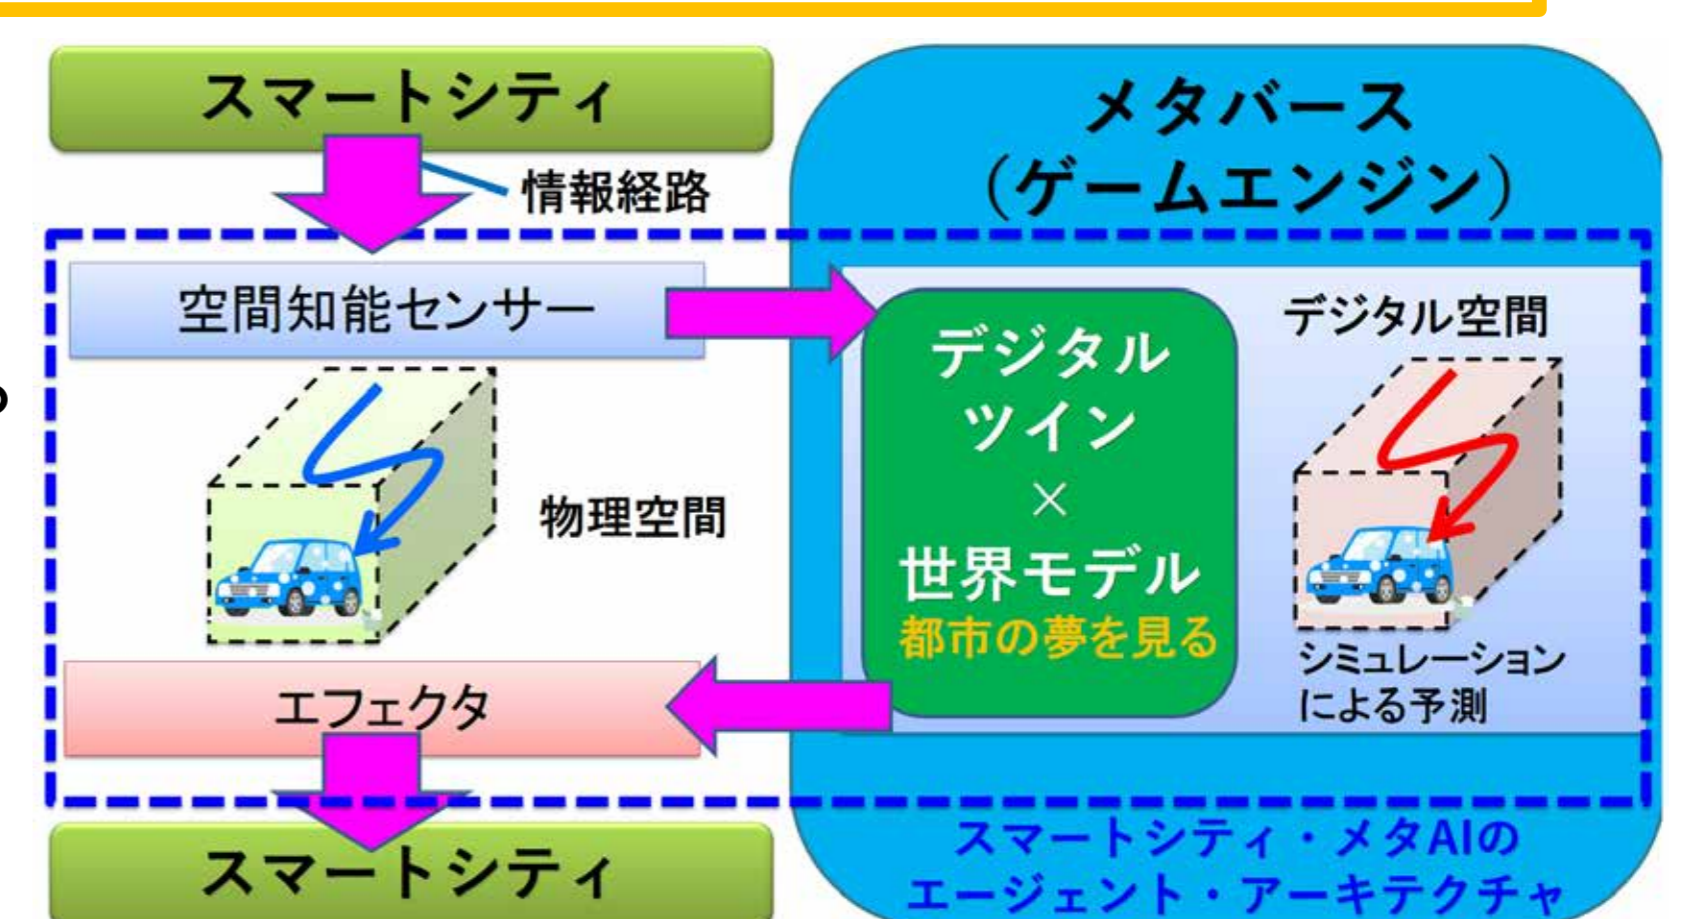 スマートシティ
情報経路
空間知能センサー
物理空間
エフェクタ
スマートシティ
メタバース
（ゲームエンジン）
デジタル
ツイン
×
世界モデル
都市の夢を見る
デジタル空間
シミュレーション
による予測
スマートシティ・メタAIの
エージェント・アーキテクチャ